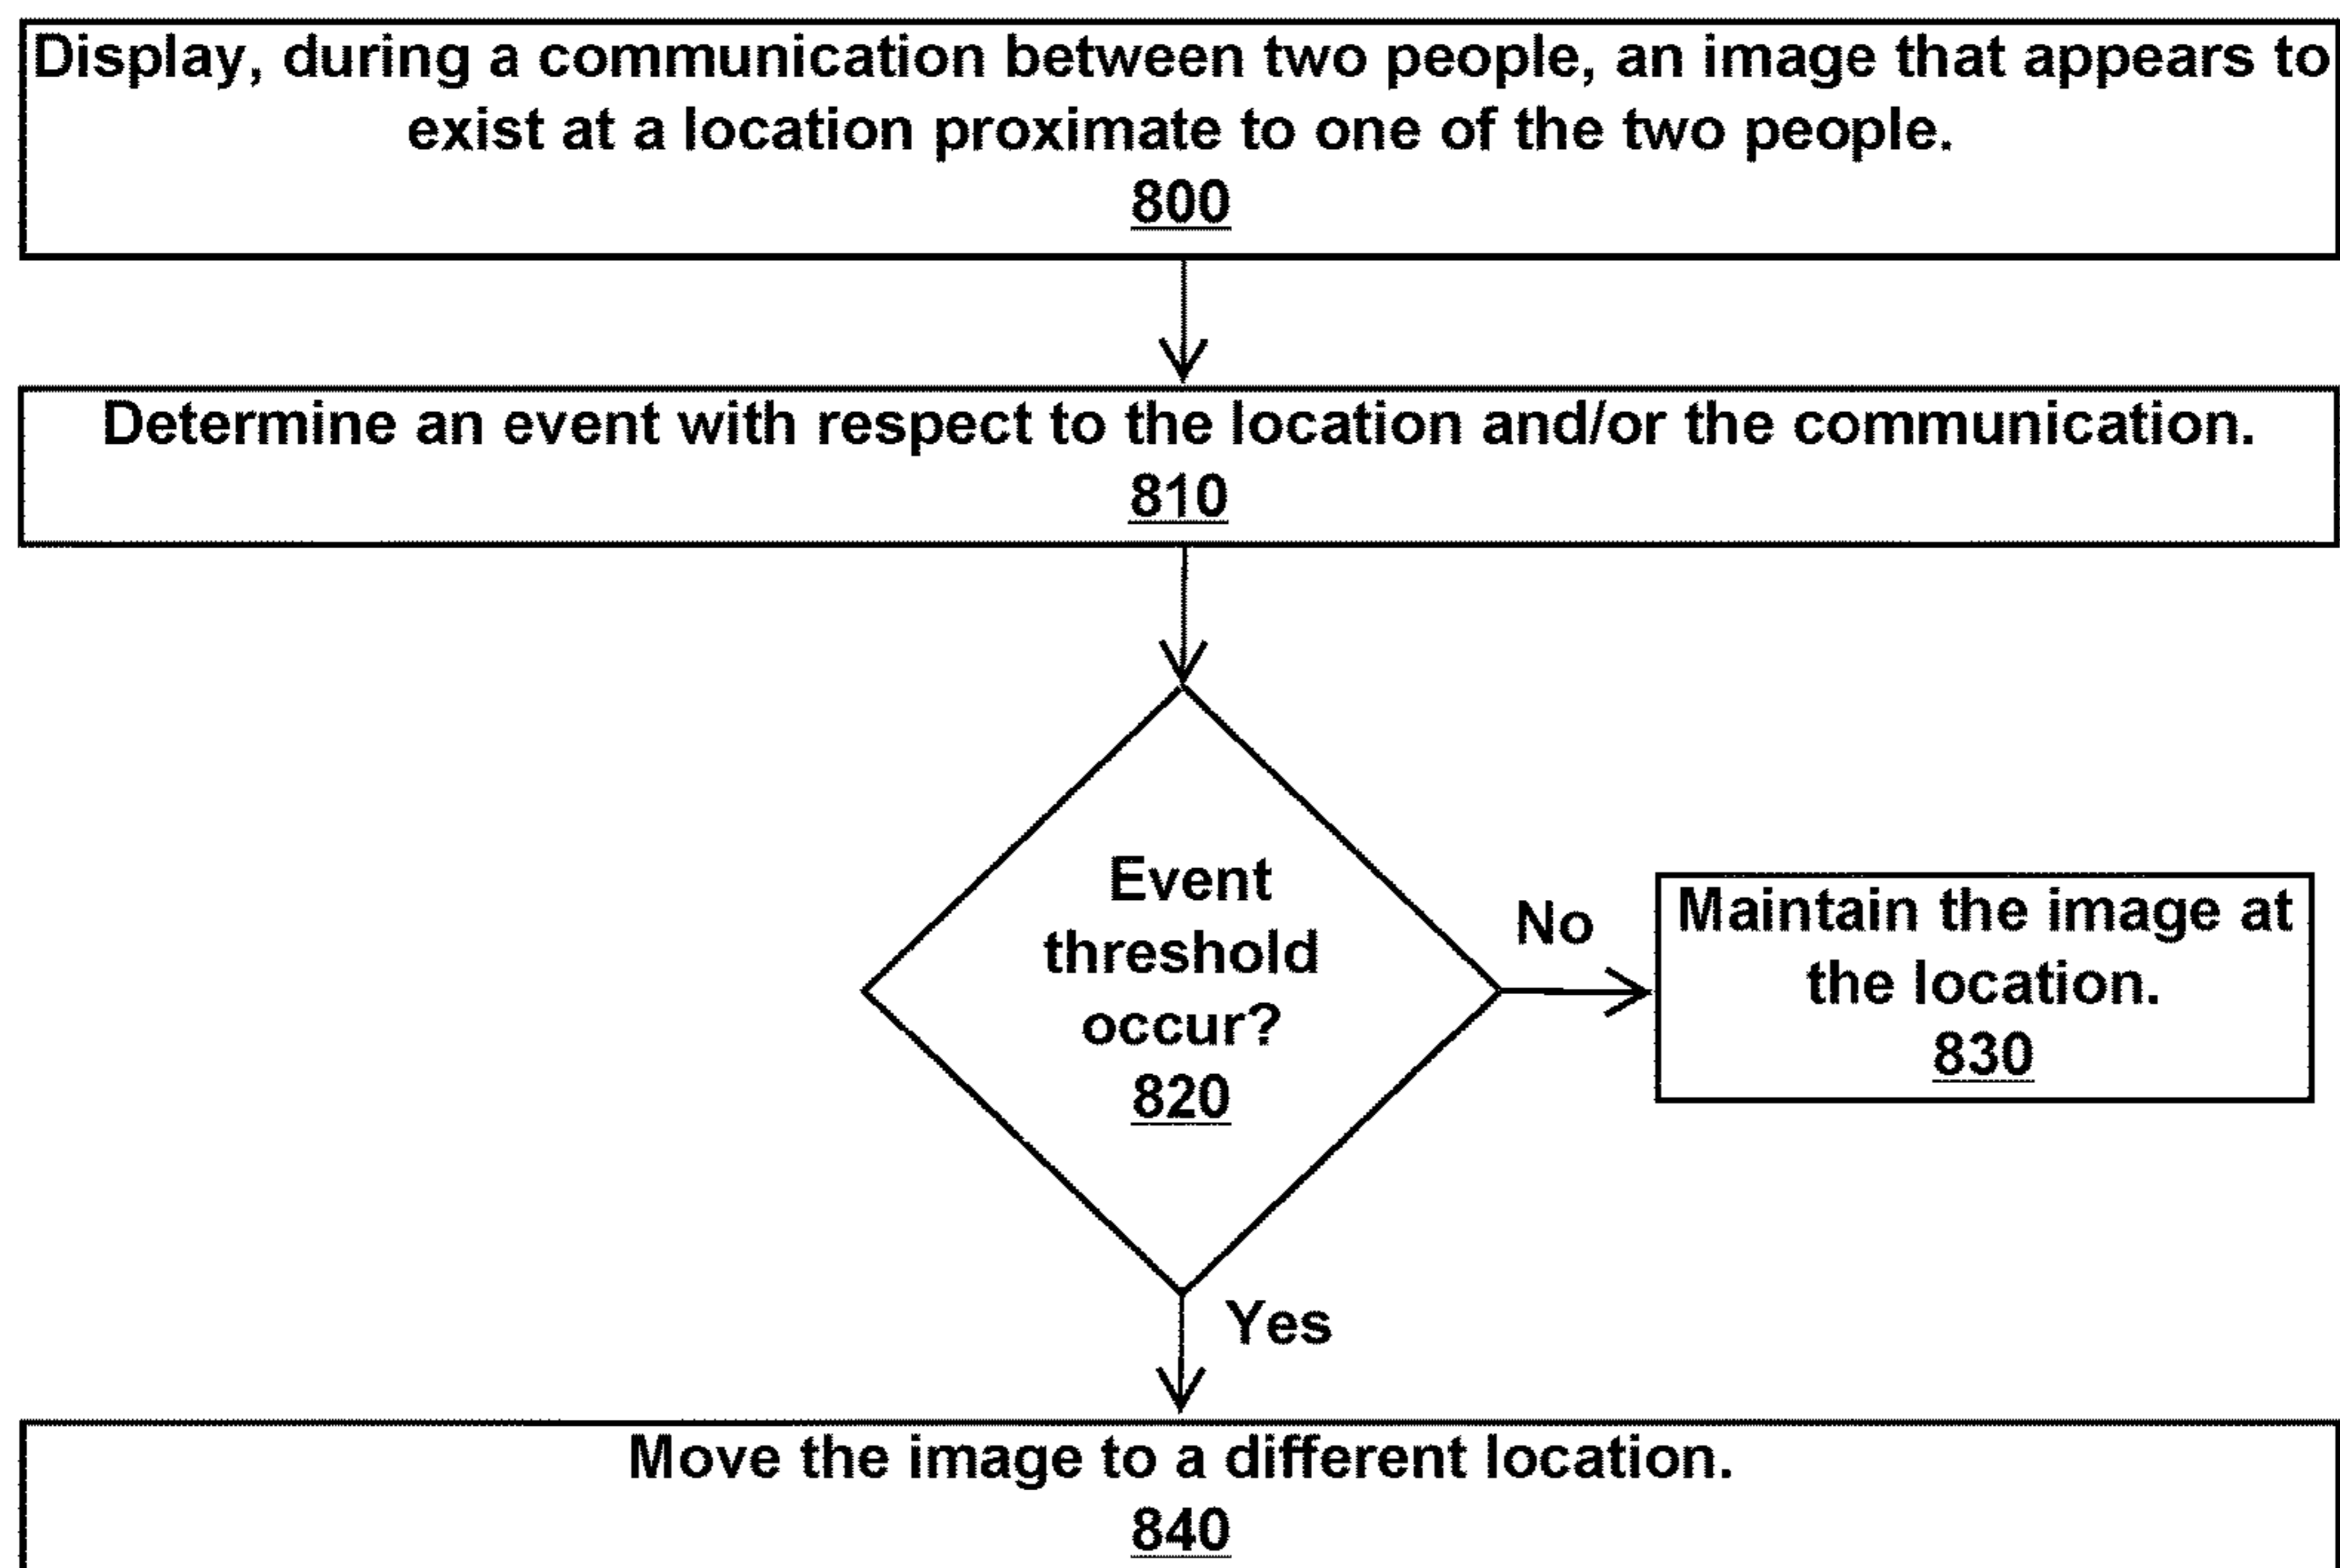 Display, during a communication between two people, an image that appears to
exist at a location proximate to one of the two people.
800
Determine an event with respect to the location and/or the communication.
810
Event
threshold
occur?
820
No
Maintain the image at
the location.
830
Yes
Move the image to a different location.
840